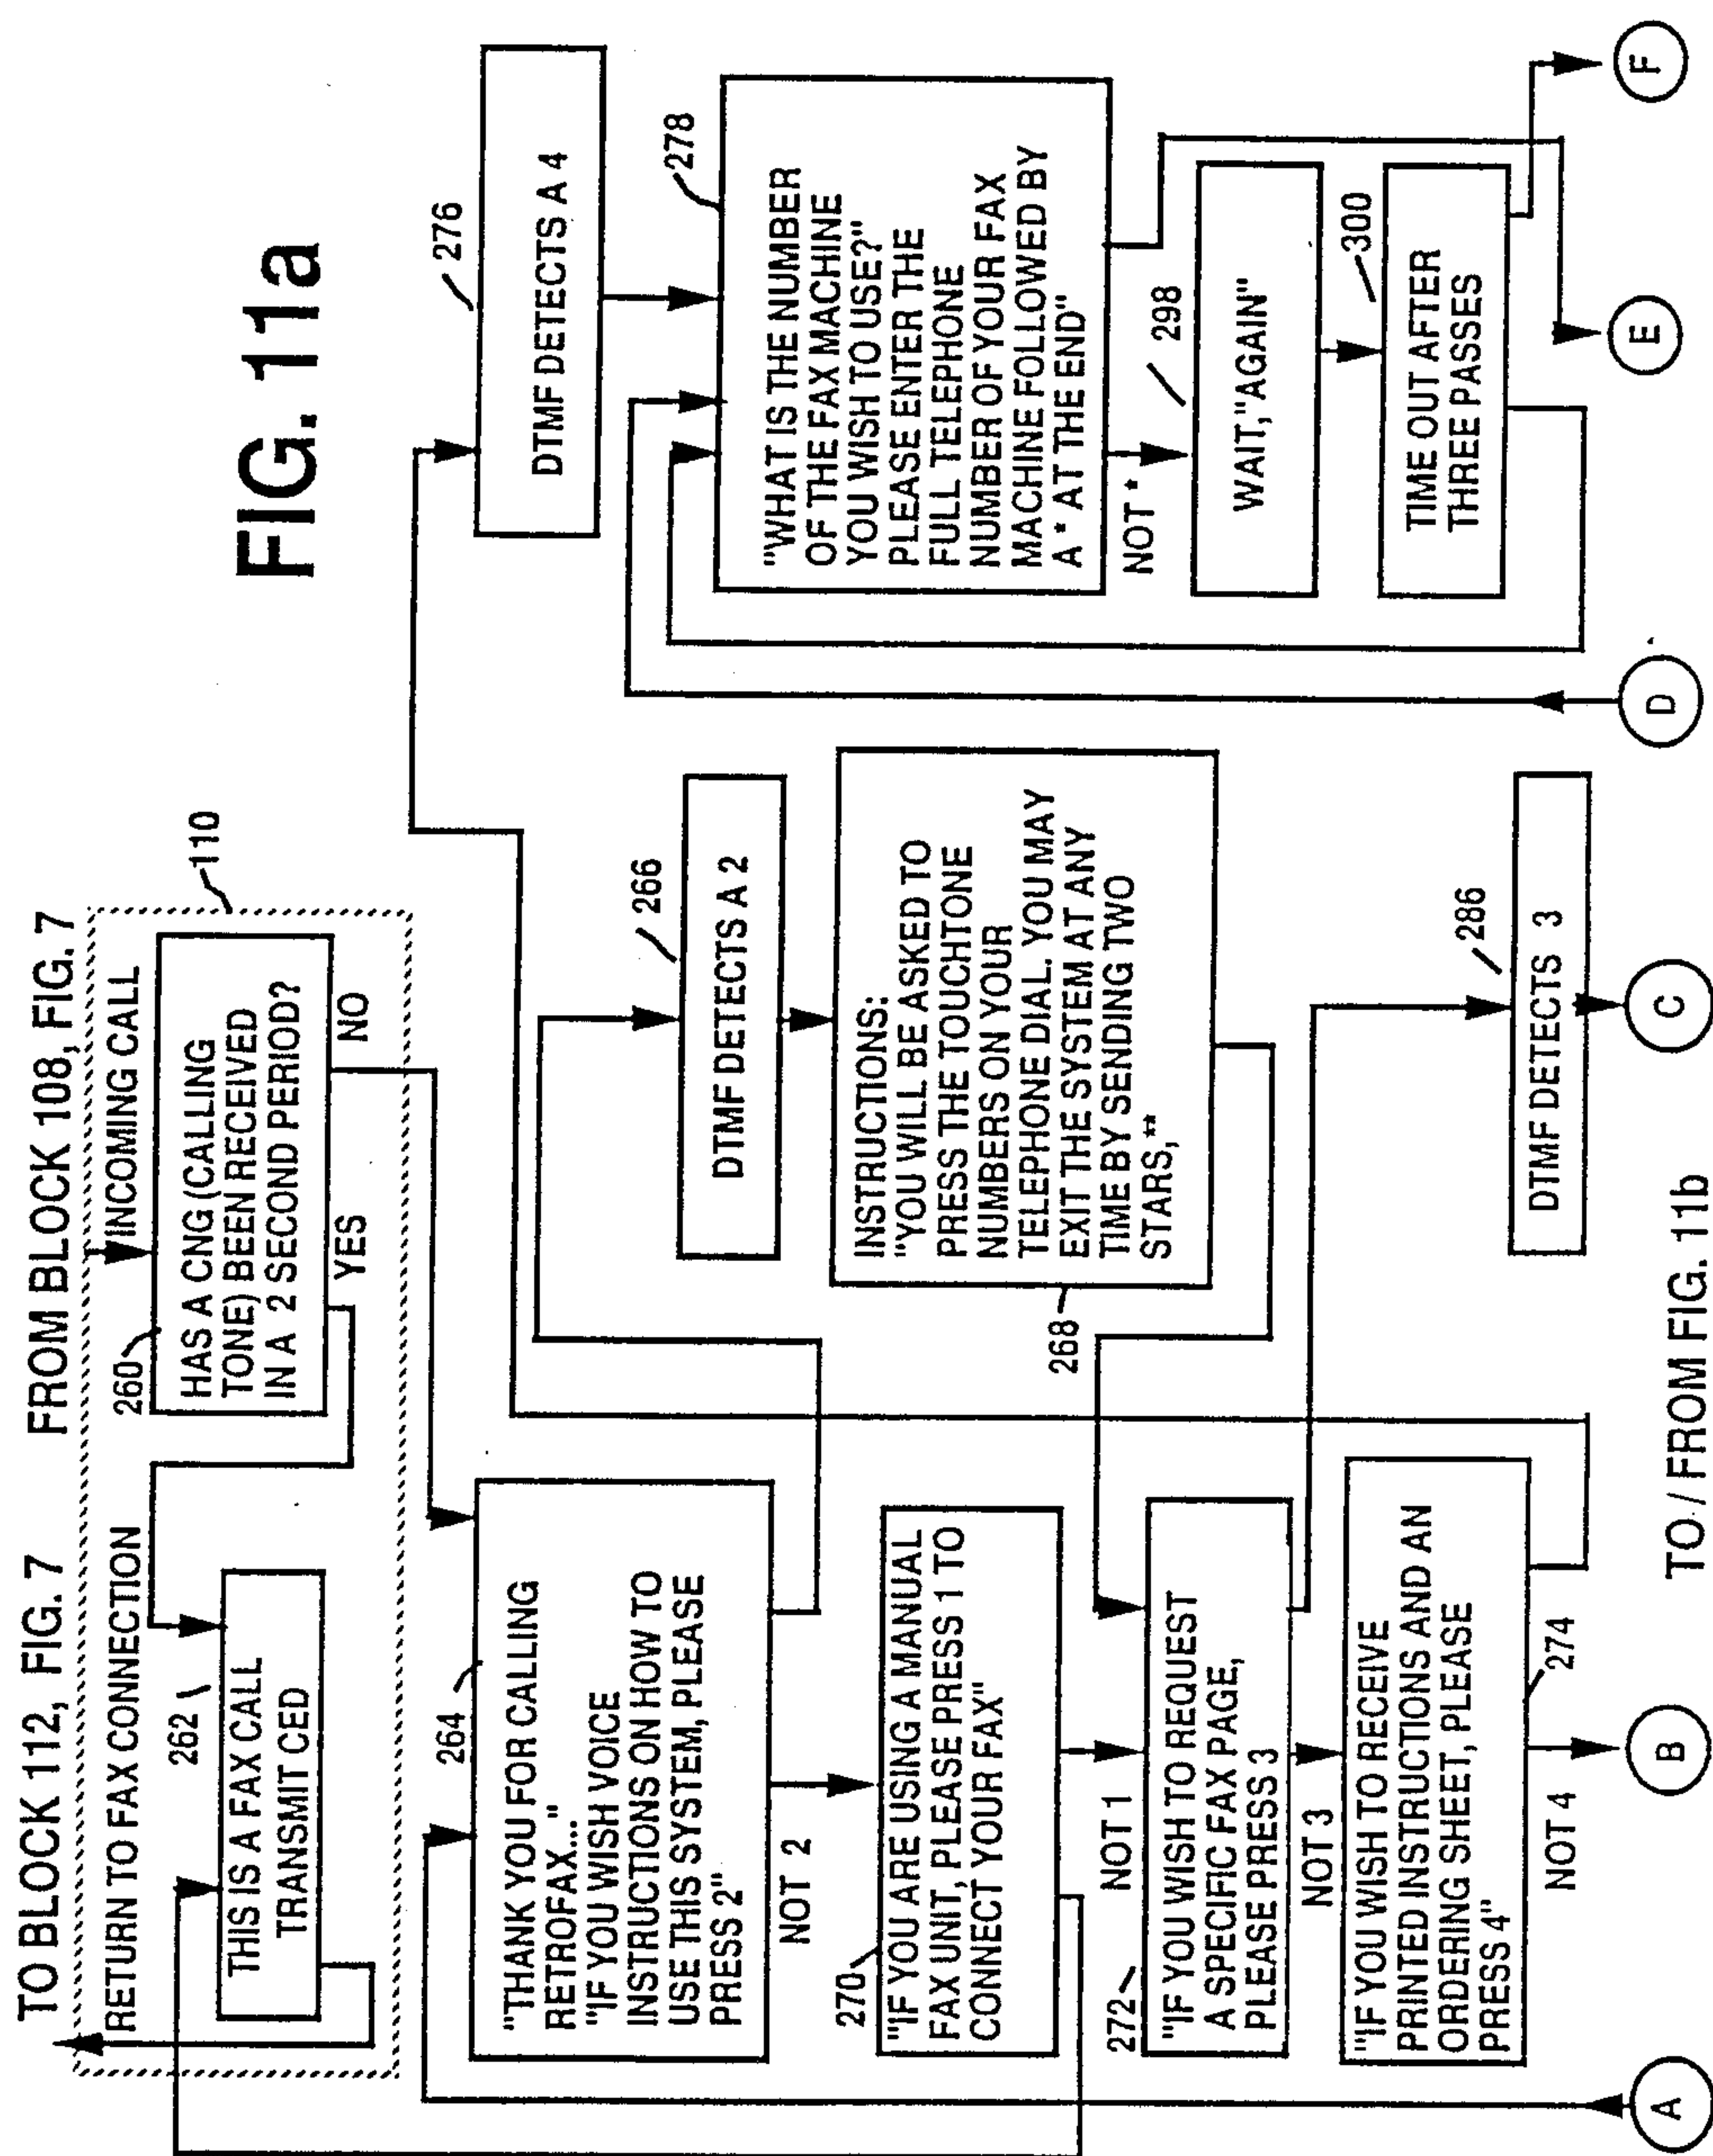 FIG. 11a
TO BLOCK 112, FIG. 7
FROM BLOCK 108, FIG. 7
RETURN TO FAX CONNECTION
INCOMING CALL
110
260
HAS A CNG (CALLING
TONE) BEEN RECEIVED
IN A 2 SECOND PERIOD?
YES
NO
262
THIS IS A FAX CALL
TRANSMIT CED
264
"THANK YOU FOR CALLING
RETROFAX..."
"IF YOU WISH VOICE
INSTRUCTIONS ON HOW TO
USE THIS SYSTEM, PLEASE
PRESS 2"
NOT 2
270
"IF YOU ARE USING A MANUAL
FAX UNIT, PLEASE PRESS 1 TO
CONNECT YOUR FAX"
NOT 1
272
"IF YOU WISH TO REQUEST
A SPECIFIC FAX PAGE,
PLEASE PRESS 3
NOT 3
"IF YOU WISH TO RECEIVE
PRINTED INSTRUCTIONS AND AN
ORDERING SHEET, PLEASE
PRESS 4"
274
NOT 4
266
DTMF DETECTS A 2
INSTRUCTIONS:
"YOU WILL BE ASKED TO
PRESS THE TOUCHTONE
NUMBERS ON YOUR
TELEPHONE DIAL. YOU MAY
EXIT THE SYSTEM AT ANY
TIME BY SENDING TWO
STARS,**
268
286
DTMF DETECTS 3
276
DTMF DETECTS A 4
278
"WHAT IS THE NUMBER
OF THE FAX MACHINE
YOU WISH TO USE?"
PLEASE ENTER THE
FULL TELEPHONE
NUMBER OF YOUR FAX
MACHINE FOLLOWED BY
A * AT THE END"
NOT *
298
WAIT,"AGAIN"
300
TIME OUT AFTER
THREE PASSES
A
B
C
D
E
F
TO / FROM FIG. 11b